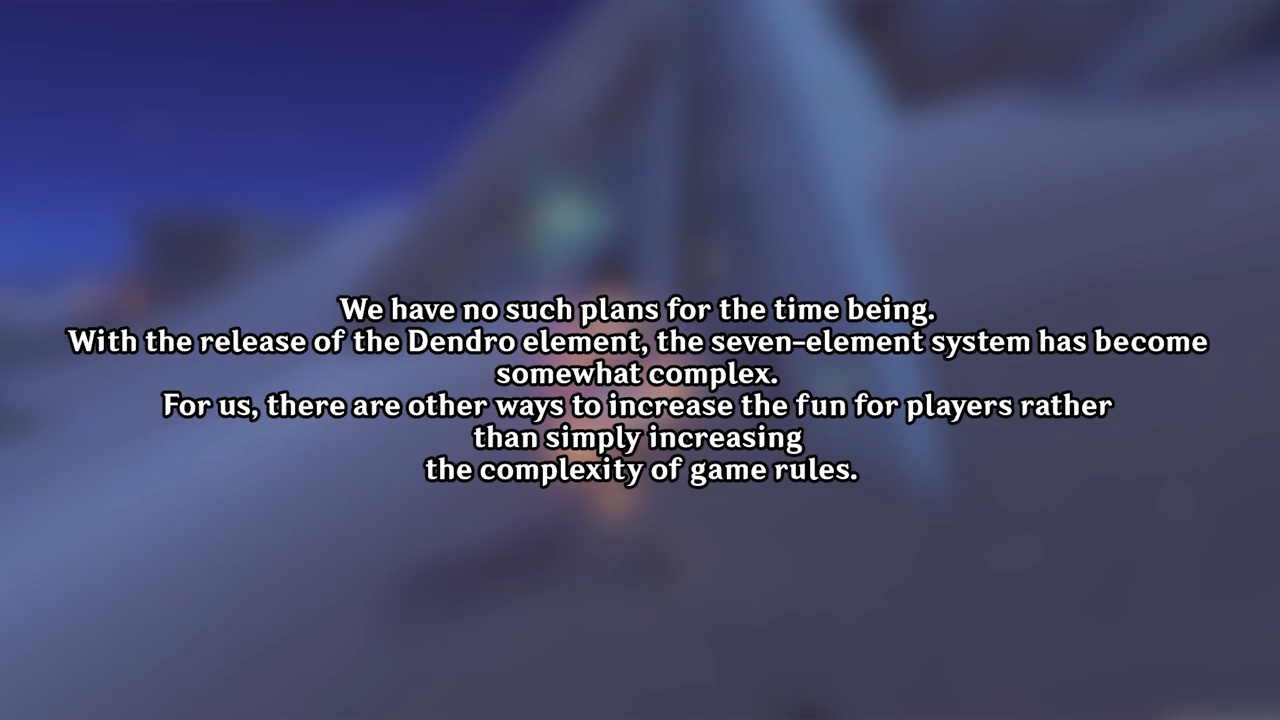 We have no such plans for the time being.
With the release of the Dendro element, the seven-element system has become
somewhat complex.
For us, there are other ways to increase the fun for players rather
than simply increasing
the complexity of game rules.